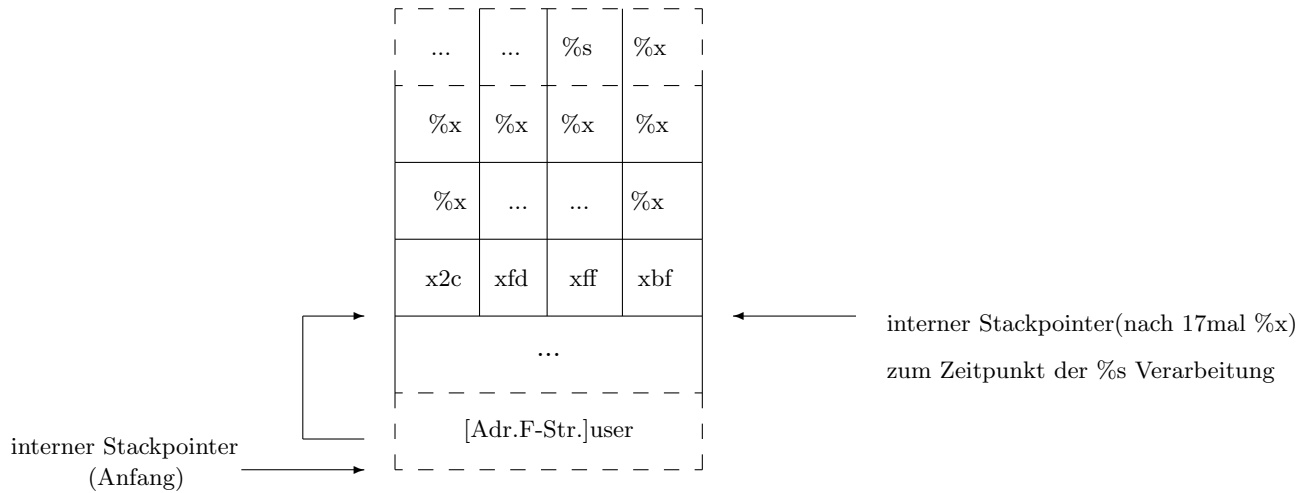 ... ... %s %x
%x %x %x %x
%x ... ... %x
x2c xfd xff xbf
interner Stackpointer(nach 17mal %x)
...
zum Zeitpunkt der %s Verarbeitung
[Adr.F-Str.]user
interner Stackpointer
(Anfang)